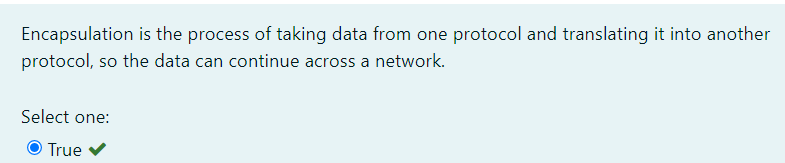 Encapsulation is the process of taking data from one protocol and translating it into another
protocol, so the data can continue across a network.
Select one:
True